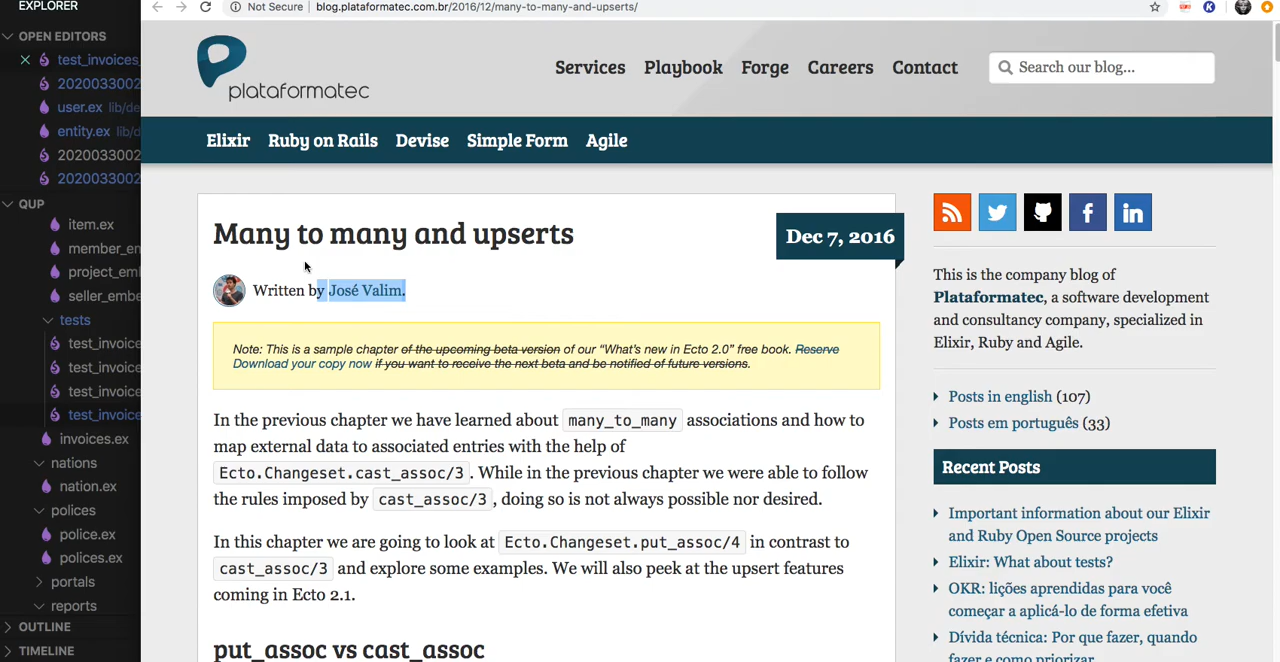 EXPLORER
OPEN EDITORS
test_invoices_
2020033002
user.ex lib/de
entity.ex lib/d
2020033002
2020033002
QUP
item.ex
member_en
project_emb
seller_embe
tests
test_invoice
test_invoice
test_invoice
test_invoice
invoices.ex
nations
nation.ex
polices
police.ex
polices.ex
portals
reports
OUTLINE
TIMELINE
Not Secure | blog.plataformatec.com.br/2016/12/many-to-many-and-upserts/
plataformatec
Services Playbook Forge Careers Contact
Search our blog...
Elixir Ruby on Rails Devise Simple Form Agile
Many to many and upserts
Dec 7, 2016
Written by José Valim.
Note: This is a sample chapter of the upcoming beta version of our “What’s new in Ecto 2.0” free book. Reserve
Download your copy now if you want to receive the next beta and be notified of future versions.
In the previous chapter we have learned about many_to_many associations and how to
map external data to associated entries with the help of
Ecto.Changeset.cast_assoc/3. While in the previous chapter we were able to follow
the rules imposed by cast_assoc/3, doing so is not always possible nor desired.
In this chapter we are going to look at Ecto.Changeset.put_assoc/4 in contrast to
cast_assoc/3 and explore some examples. We will also peek at the upsert features
coming in Ecto 2.1.
put_assoc vs cast_assoc
This is the company blog of
Plataformatec, a software development
and consultancy company, specialized in
Elixir, Ruby and Agile.
Posts in english (107)
Posts em português (33)
Recent Posts
Important information about our Elixir
and Ruby Open Source projects
Elixir: What about tests?
OKR: lições aprendidas para você
começar a aplicá-lo de forma efetiva
Dívida técnica: Por que fazer, quando
fazer e como priorizar